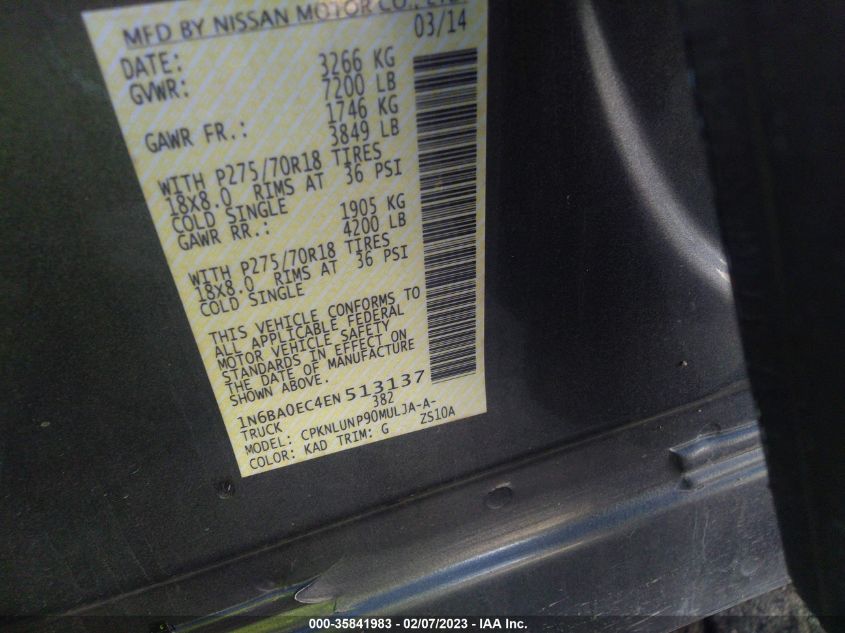 MFD BY NISSAN MOTOR CO., LTD.
DATE: 03/14
GVWR: 3266 KG
7200 LB
GAWR FR.: 1746 KG
3849 LB
WITH P275/70R18 TIRES
18X8.0 RIMS AT 36 PSI
COLD SINGLE
GAWR RR.: 1905 KG
4200 LB
WITH P275/70R18 TIRES
18X8.0 RIMS AT 36 PSI
COLD SINGLE
THIS VEHICLE CONFORMS TO
ALL APPLICABLE FEDERAL
MOTOR VEHICLE SAFETY
STANDARDS IN EFFECT ON
THE DATE OF MANUFACTURE
SHOWN ABOVE.
1N6BA0EC4EN 513137
TRUCK 382
MODEL: CPKNLUNP90MULJA-A-
COLOR: KAD TRIM: G ZS10A
000-35841983 - 02/07/2023 - IAA Inc.